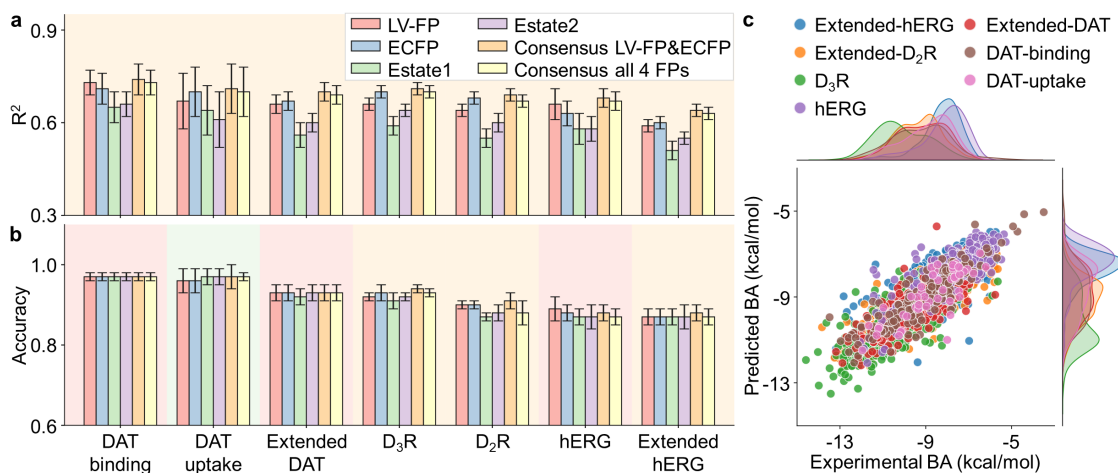 a
0.9
0.6
0.3
R²
LV-FP
ECFP
Estate1
Estate2
Consensus LV-FP&ECFP
Consensus all 4 FPs
b
1.0
0.8
0.6
Accuracy
DAT
binding
DAT
uptake
Extended
DAT
D₃R
D₂R
hERG
Extended
hERG
c
Extended-hERG
Extended-D₂R
D₃R
hERG
Extended-DAT
DAT-binding
DAT-uptake
Predicted BA (kcal/mol)
-5
-9
-13
-13
-9
-5
Experimental BA (kcal/mol)